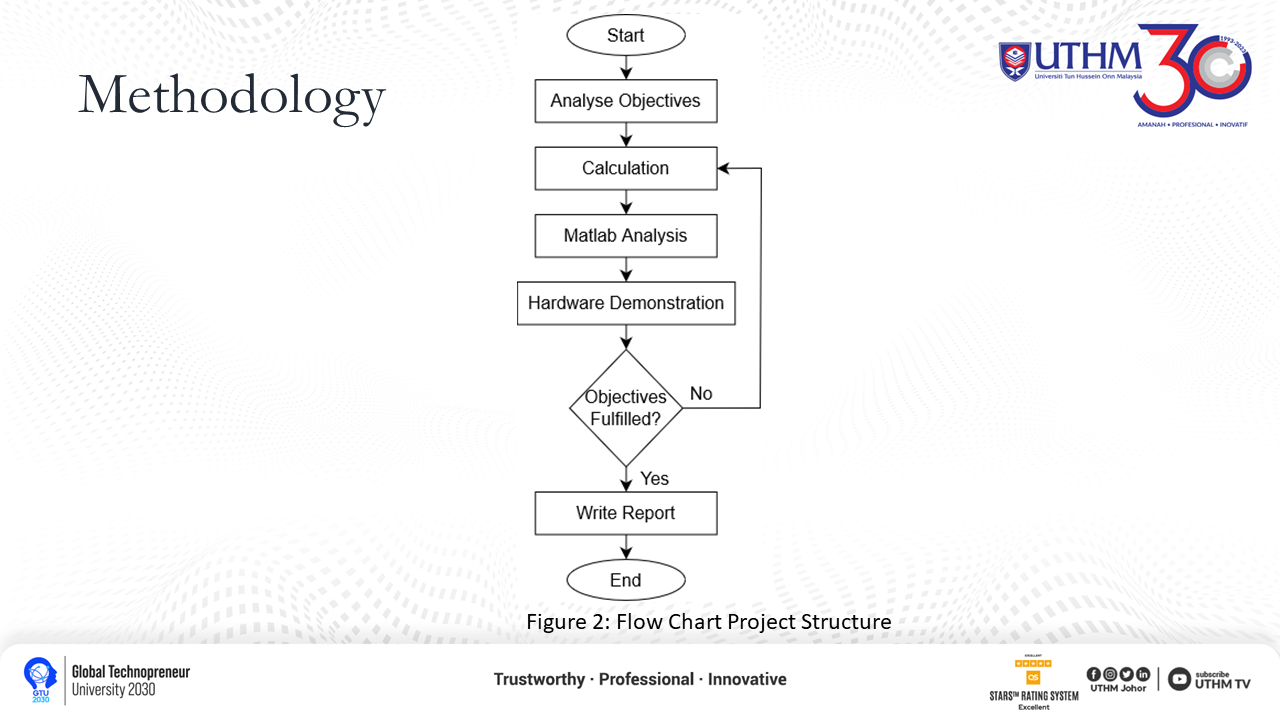 Methodology
Start
Analyse Objectives
Calculation
Matlab Analysis
Hardware Demonstration
Objectives
Fulfilled?
No
Yes
Write Report
End
Figure 2: Flow Chart Project Structure
UTHM
Universiti Tun Hussein Onn Malaysia
30
1993-2023
AMANAH • PROFESIONAL • INOVATIF
GTU
2030
Global Technopreneur
University 2030
Trustworthy · Professional · Innovative
EXCELLENT
QS
STARS™ RATING SYSTEM
Excellent
UTHM Johor
subscribe
UTHM TV